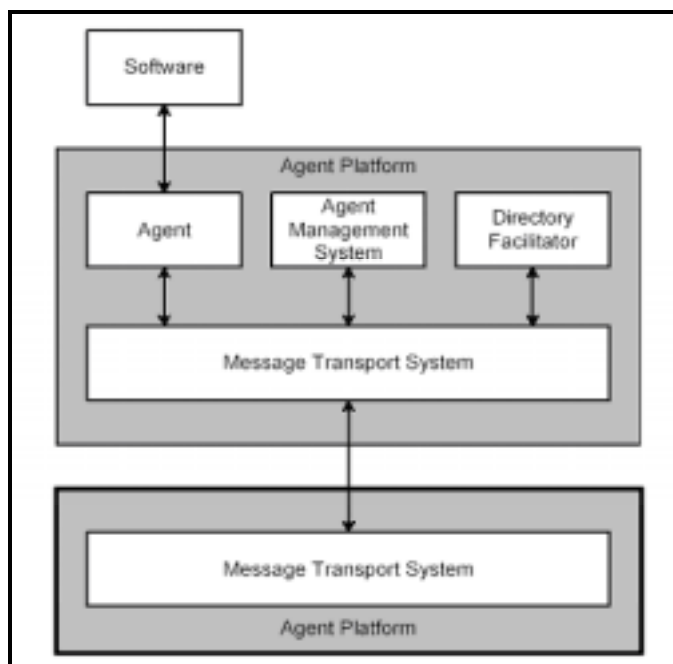 Software
Agent Platform
Agent
Agent
Management
System
Directory
Facilitator
Message Transport System
Message Transport System
Agent Platform